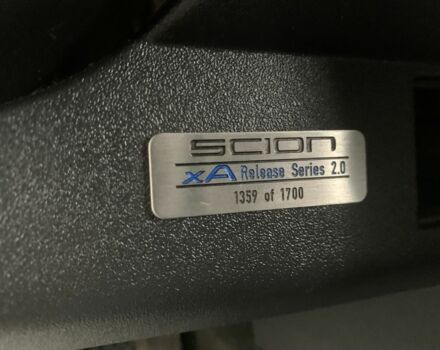 SCION
xA Release Series 2.0
1359 of 1700